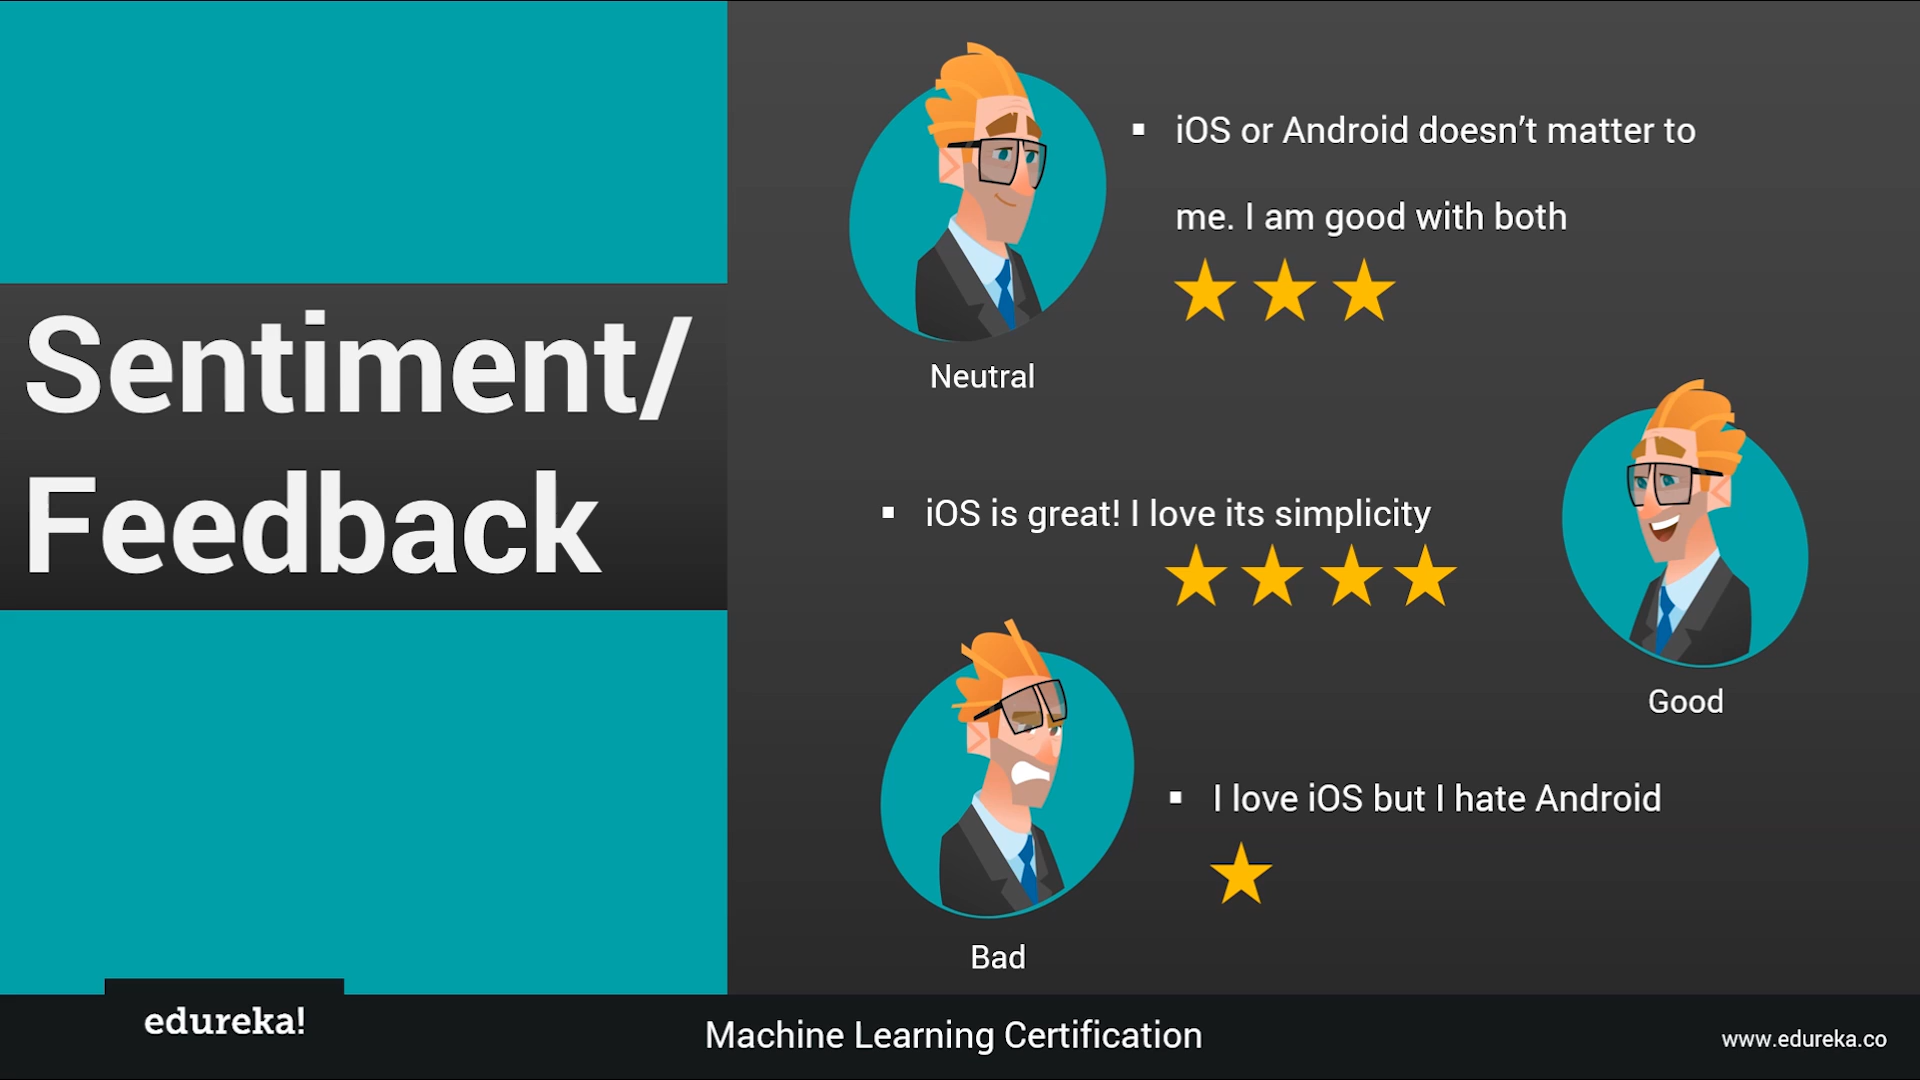 Sentiment/
Feedback
▪ iOS or Android doesn’t matter to
me. I am good with both
Neutral
▪ iOS is great! I love its simplicity
Good
▪ I love iOS but I hate Android
Bad
edureka!
Machine Learning Certification
www.edureka.co